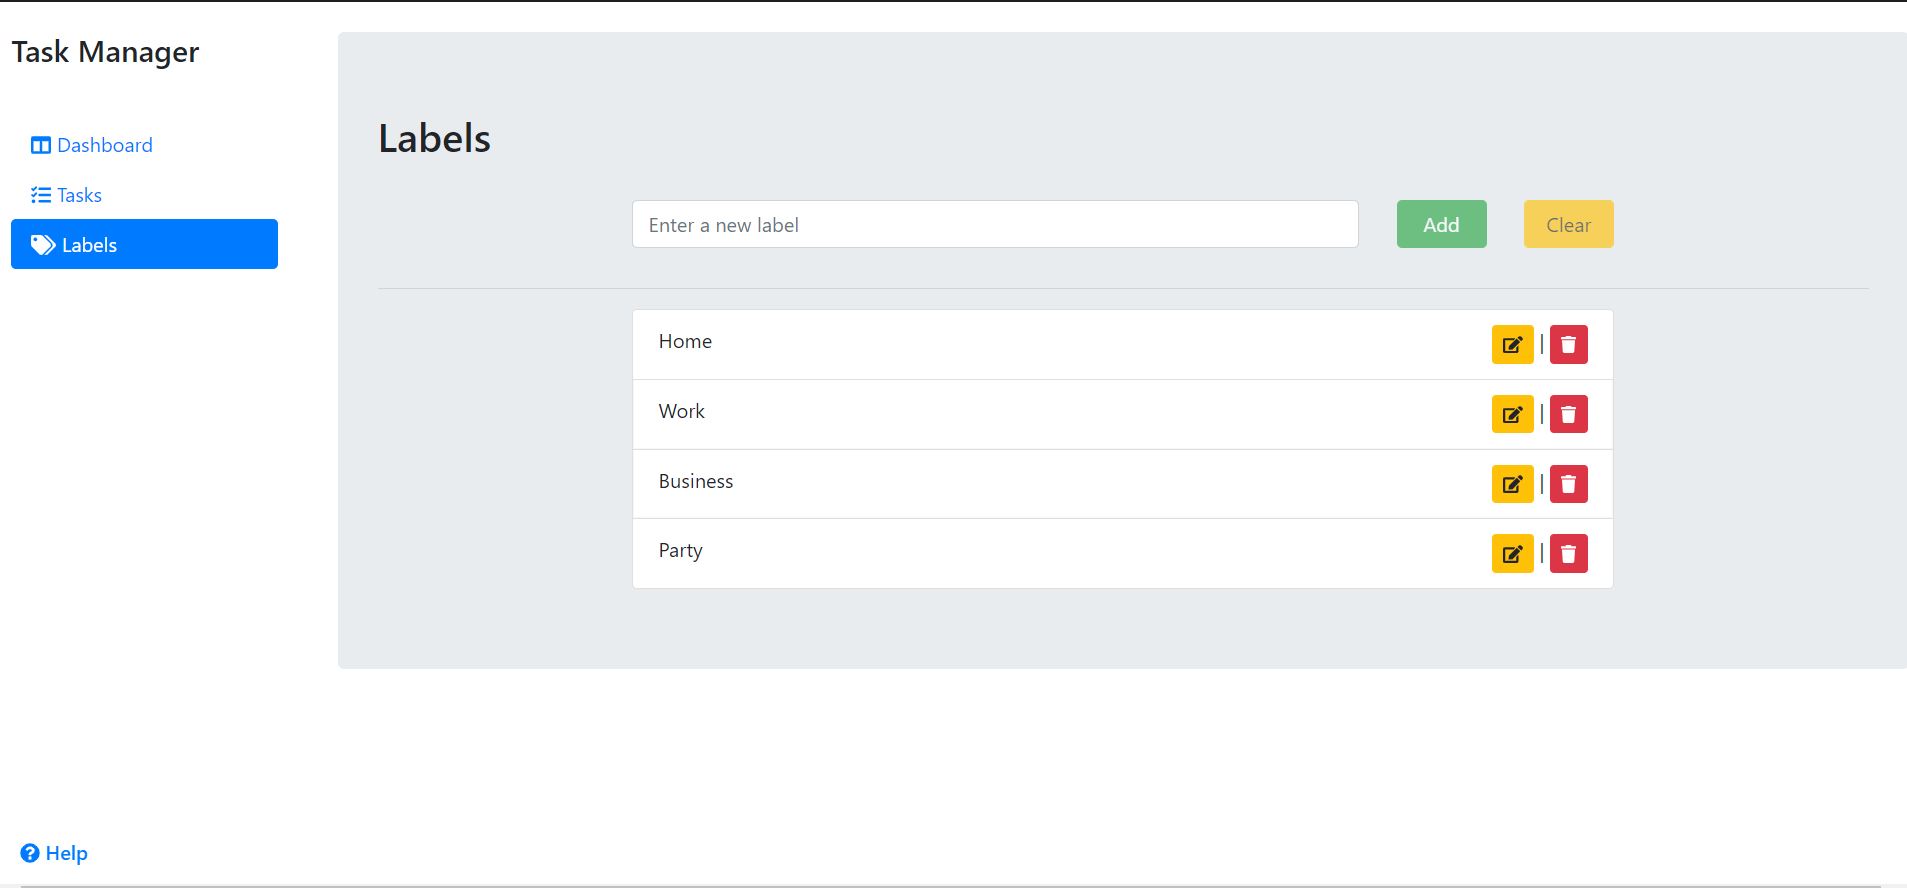 Task Manager
Dashboard
Tasks
Labels
Labels
Enter a new label
Add
Clear
Home |
Work |
Business |
Party |
Help